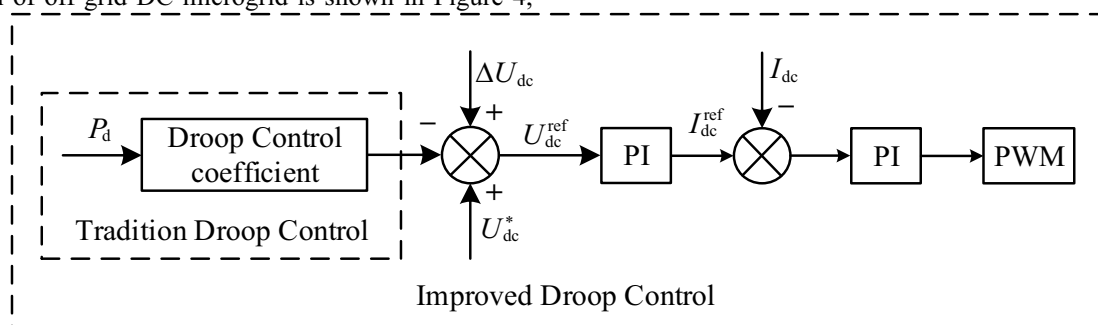 of off grid DC microgrid is shown in Figure 4,
ΔU_dc
I_dc
P_d
Droop Control
coefficient
−
+
U_dc^ref
PI
I_dc^ref
−
PI
PWM
+
Tradition Droop Control
U_dc^*
Improved Droop Control